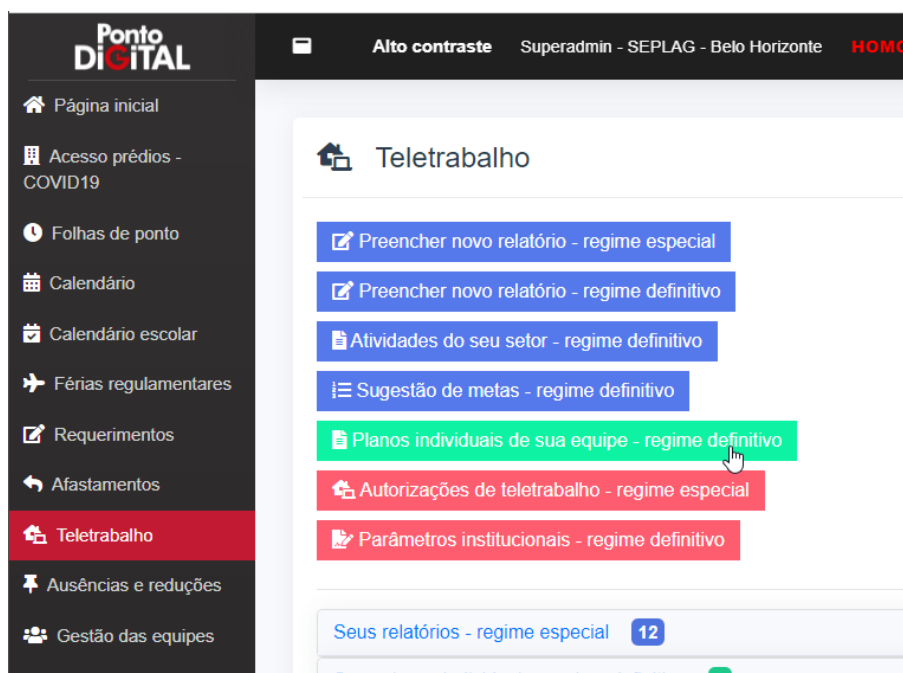 Ponto
DiGiTAL
Alto contraste Superadmin - SEPLAG - Belo Horizonte
Página inicial
Acesso prédios -
COVID19
Folhas de ponto
Calendário
Calendário escolar
Férias regulamentares
Requerimentos
Afastamentos
Teletrabalho
Ausências e reduções
Gestão das equipes
Teletrabalho
Preencher novo relatório - regime especial
Preencher novo relatório - regime definitivo
Atividades do seu setor - regime definitivo
Sugestão de metas - regime definitivo
Planos individuais de sua equipe - regime definitivo
Autorizações de teletrabalho - regime especial
Parâmetros institucionais - regime definitivo
Seus relatórios - regime especial 12